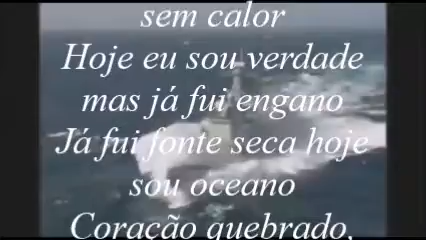 sem calor
Hoje eu sou verdade
mas já fui engano
Já fui fonte seca hoje
sou oceano
Coração quebrado,